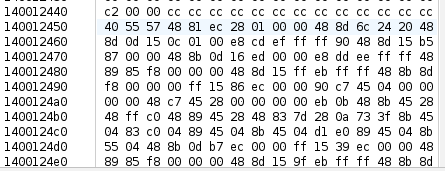 140012440 c2 00 00 cc cc cc cc cc cc cc cc cc cc cc cc cc
140012450 40 55 57 48 81 ec 28 01 00 00 48 8d 6c 24 20 48
140012460 8d 0d 15 0c 01 00 e8 cd ef ff ff 90 48 8d 15 b5
140012470 87 00 00 48 8b 0d 16 ed 00 00 e8 dd ee ff ff 48
140012480 89 85 f8 00 00 00 48 8d 15 ff eb ff ff 48 8b 8d
140012490 f8 00 00 00 ff 15 86 ec 00 00 90 c7 45 04 00 00
1400124a0 00 00 48 c7 45 28 00 00 00 00 eb 0b 48 8b 45 28
1400124b0 48 ff c0 48 89 45 28 48 83 7d 28 0a 73 3f 8b 45
1400124c0 04 83 c0 04 89 45 04 8b 45 04 d1 e0 89 45 04 8b
1400124d0 55 04 48 8b 0d b7 ec 00 00 ff 15 39 ec 00 00 48
1400124e0 89 85 f8 00 00 00 48 8d 15 9f eb ff ff 48 8b 8d